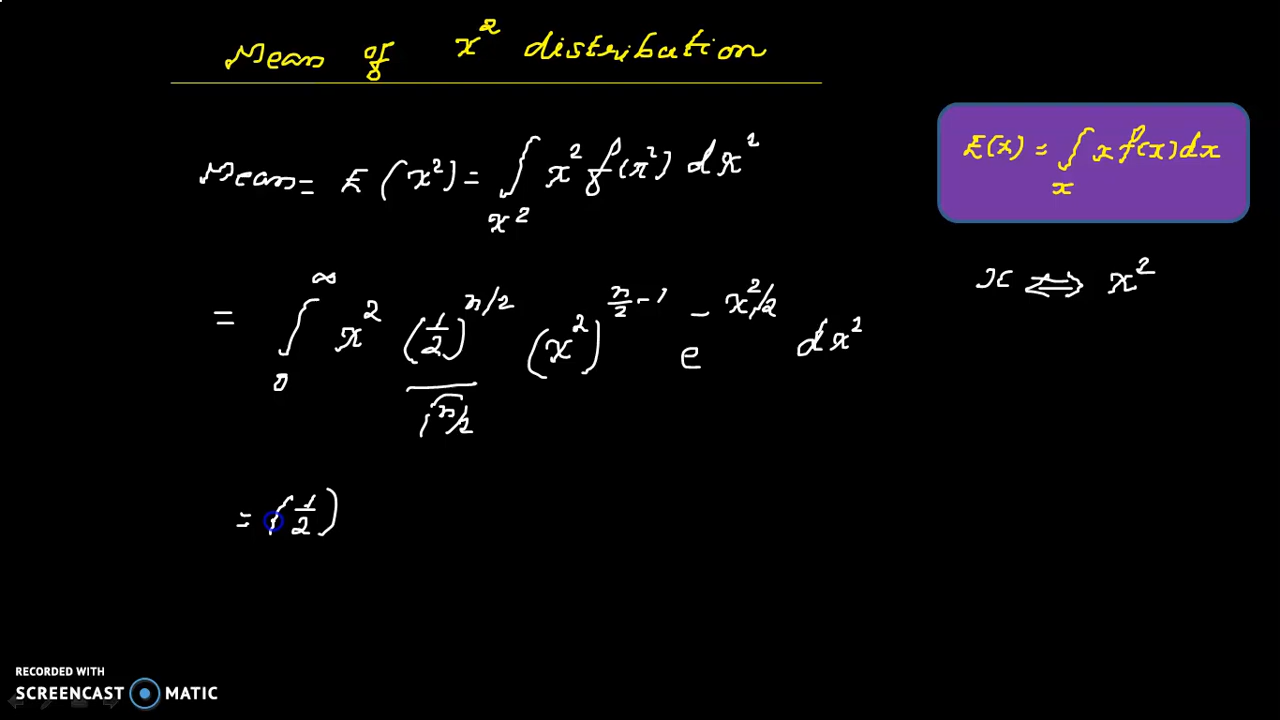 Mean of x² distribution
E(x) = ∫ₓ x f(x) dx
Mean = E(x²) = ∫ₓ² x² f(x²) dx²
x ⇔ x²
= ∫₀^∞ x² (1/2)^(n/2) / Γn/2 (x²)^(n/2 - 1) e^(-x²/2) dx²
= (1/2)
RECORDED WITH
SCREENCAST MATIC